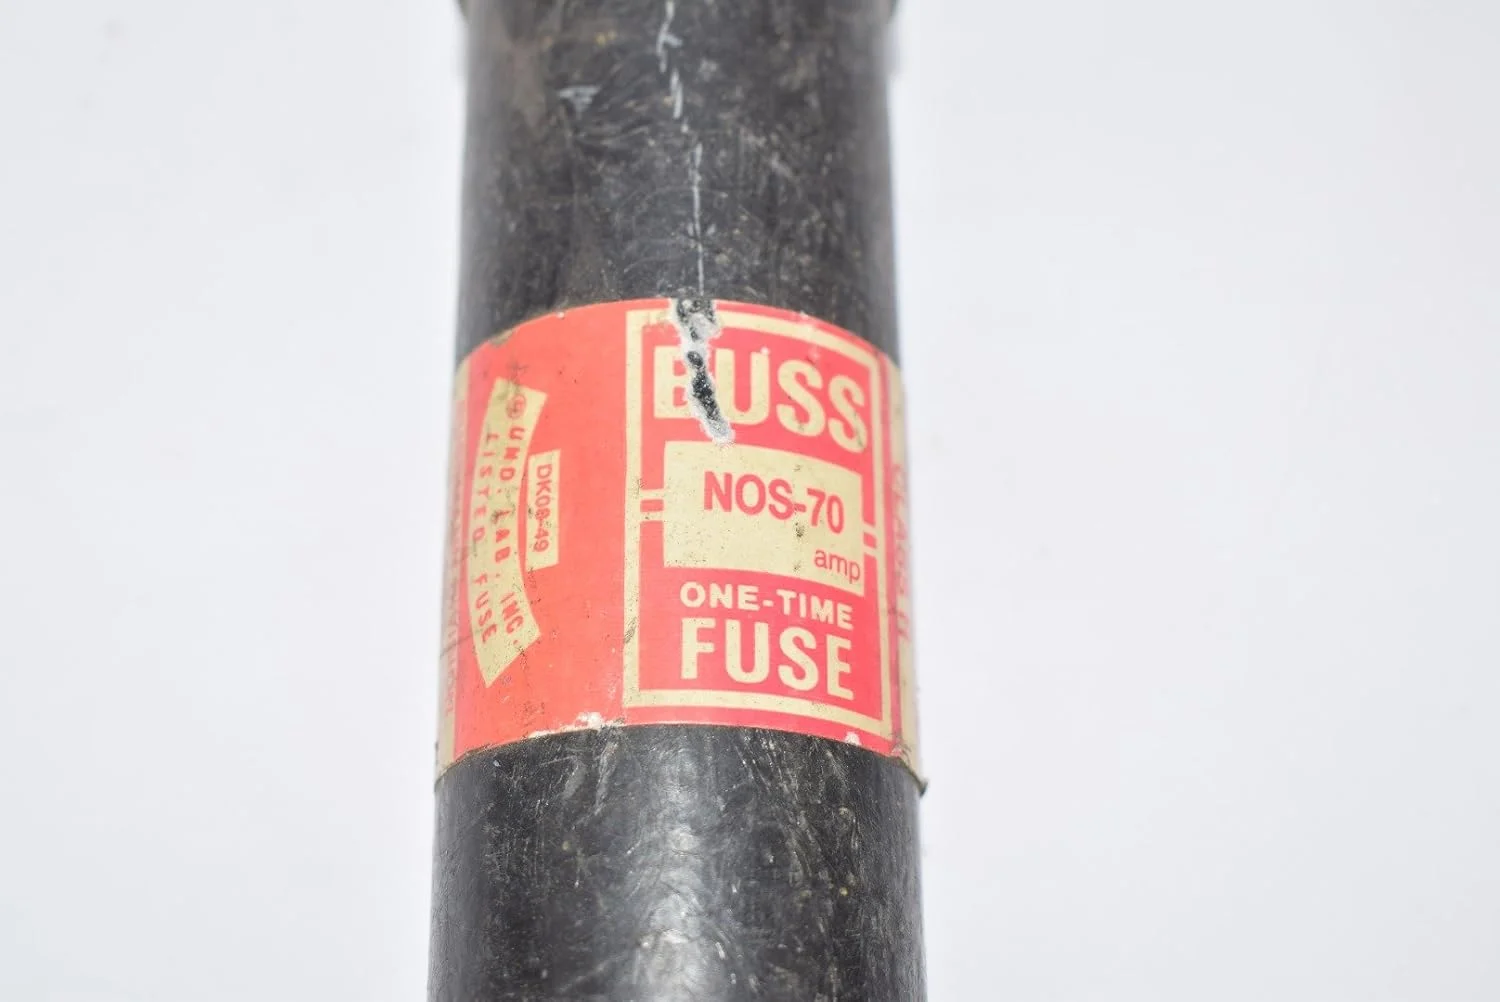 BUSS
NOS-70
amp
ONE-TIME
FUSE
UND. LAB. INC.
LISTED FUSE
DK08-49